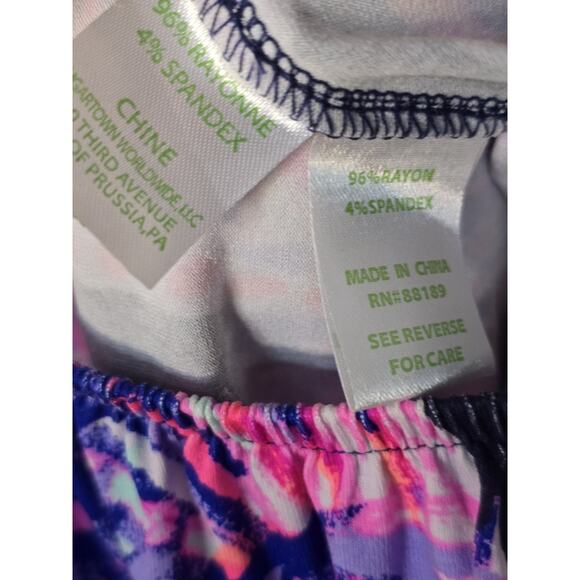 96% RAYONNE
4% SPANDEX
CHINE
WORLDWIDE, LLC
THIRD AVENUE
OF PRUSSIA, PA
96%RAYON
4%SPANDEX
MADE IN CHINA
RN#88189
SEE REVERSE
FOR CARE